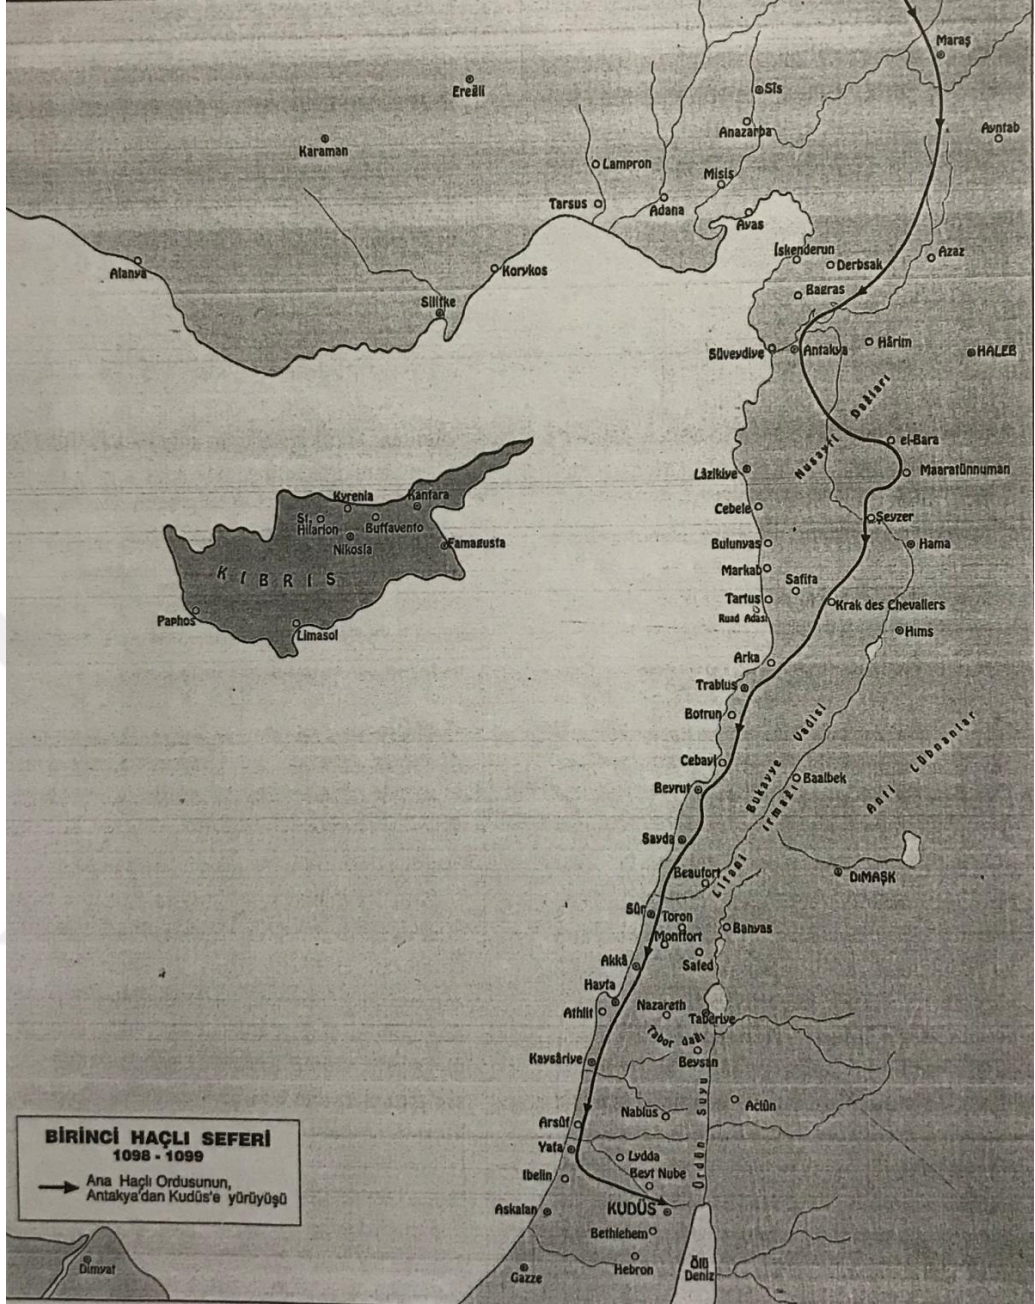 Maraş
Ereğli
Sîs
Anazarba
Ayntab
Karaman
Lampron
Misis
Tarsus
Adana
Ayas
İskenderun
Derbsak
Azaz
Alanya
Korykos
Bagras
Silifke
Süveydiye
Antakya
Hârim
HALEB
Nusayri Dağları
el-Bara
Lâzikiye
Maaratünnuman
Kyrenia
Kantara
Cebele
St.
Hilarion
Buffavento
Şeyzer
Nikosia
Famagusta
Bulunyas
Hama
KIBRIS
Markab
Safita
Tartus
Krak des Chevaliers
Ruad Adası
Paphos
Limasol
Hıms
Arka
Trablus
Botrun
Bukayye Vadisi
Anti Lübnanlar
Cebayl
Baalbek
Beyrut
Sayda
Litani Irmağı
Beaufort
DIMAŞK
Sûr
Toron
Banyas
Montfort
Akkâ
Safed
Hayfa
Nazareth
Athlit
Taberiye
Tabor dağı
Kaysâriye
Beysan
Ürdün suyu
Nablus
Aclûn
Arsûf
Yafa
Lydda
İbelin
Beyt Nube
Askalan
KUDÜS
Bethlehem
Hebron
Ölü
Deniz
Gazze
Dimyat
BİRİNCİ HAÇLI SEFERİ
1098 - 1099
Ana Haçlı Ordusunun,
Antakya'dan Kudüs'e yürüyüşü